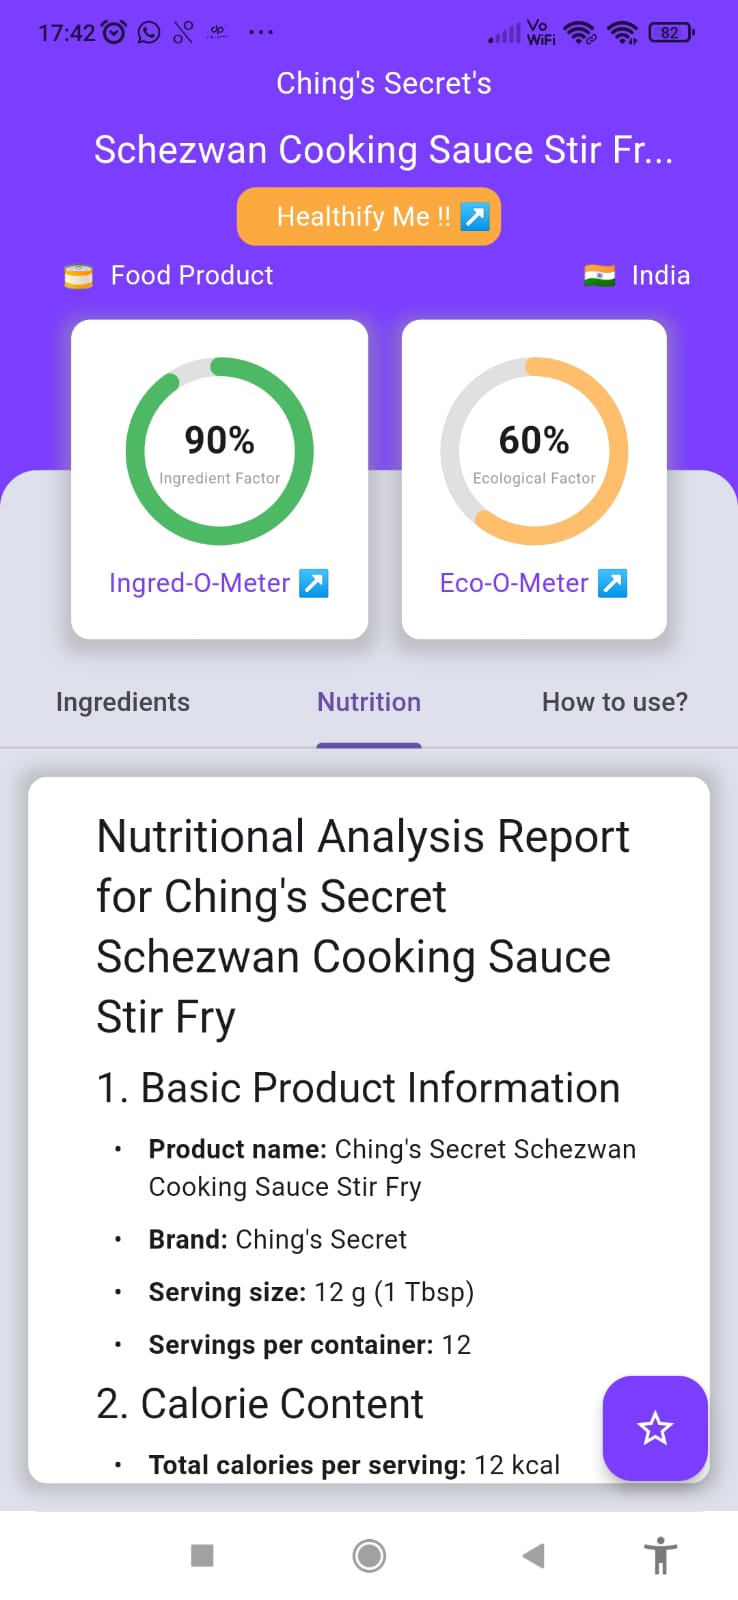 17:42
Vo
WiFi
82
Ching's Secret's
Schezwan Cooking Sauce Stir Fr...
Healthify Me !!
Food Product
India
90%
Ingredient Factor
Ingred-O-Meter
60%
Ecological Factor
Eco-O-Meter
Ingredients
Nutrition
How to use?
Nutritional Analysis Report
for Ching's Secret
Schezwan Cooking Sauce
Stir Fry
1. Basic Product Information
• Product name: Ching's Secret Schezwan
Cooking Sauce Stir Fry
• Brand: Ching's Secret
• Serving size: 12 g (1 Tbsp)
• Servings per container: 12
2. Calorie Content
• Total calories per serving: 12 kcal